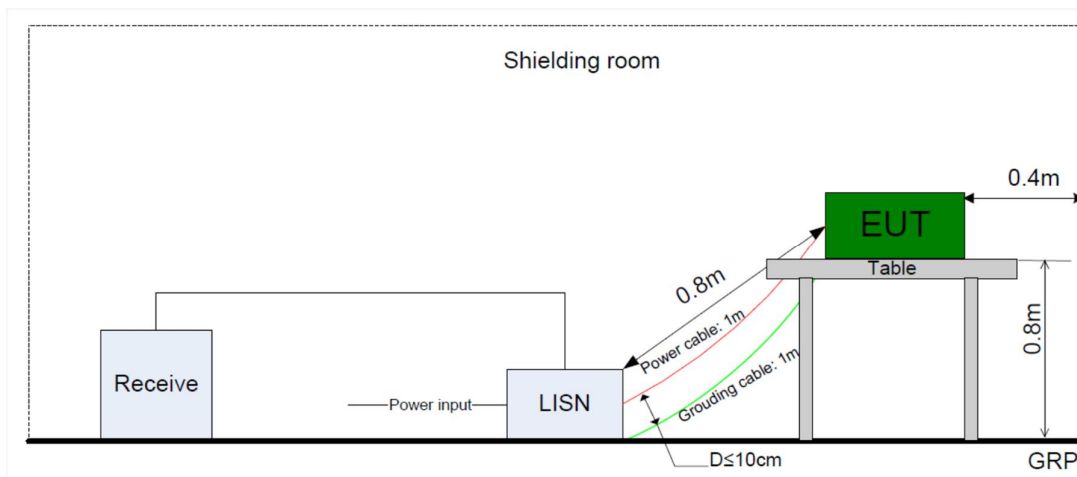 Shielding room
0.4m
EUT
Table
0.8m
Power cable: 1m
0.8m
Receive
Grouding cable: 1m
Power input
LISN
D≤10cm
GRP